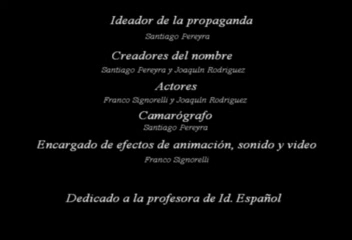 Ideador de la propaganda
Santiago Pereyra
Creadores del nombre
Santiago Pereyra y Joaquín Rodriguez
Actores
Franco Signorelli y Joaquín Rodriguez
Camarógrafo
Santiago Pereyra
Encargado de efectos de animación, sonido y video
Franco Signorelli
Dedicado a la profesora de Id. Español